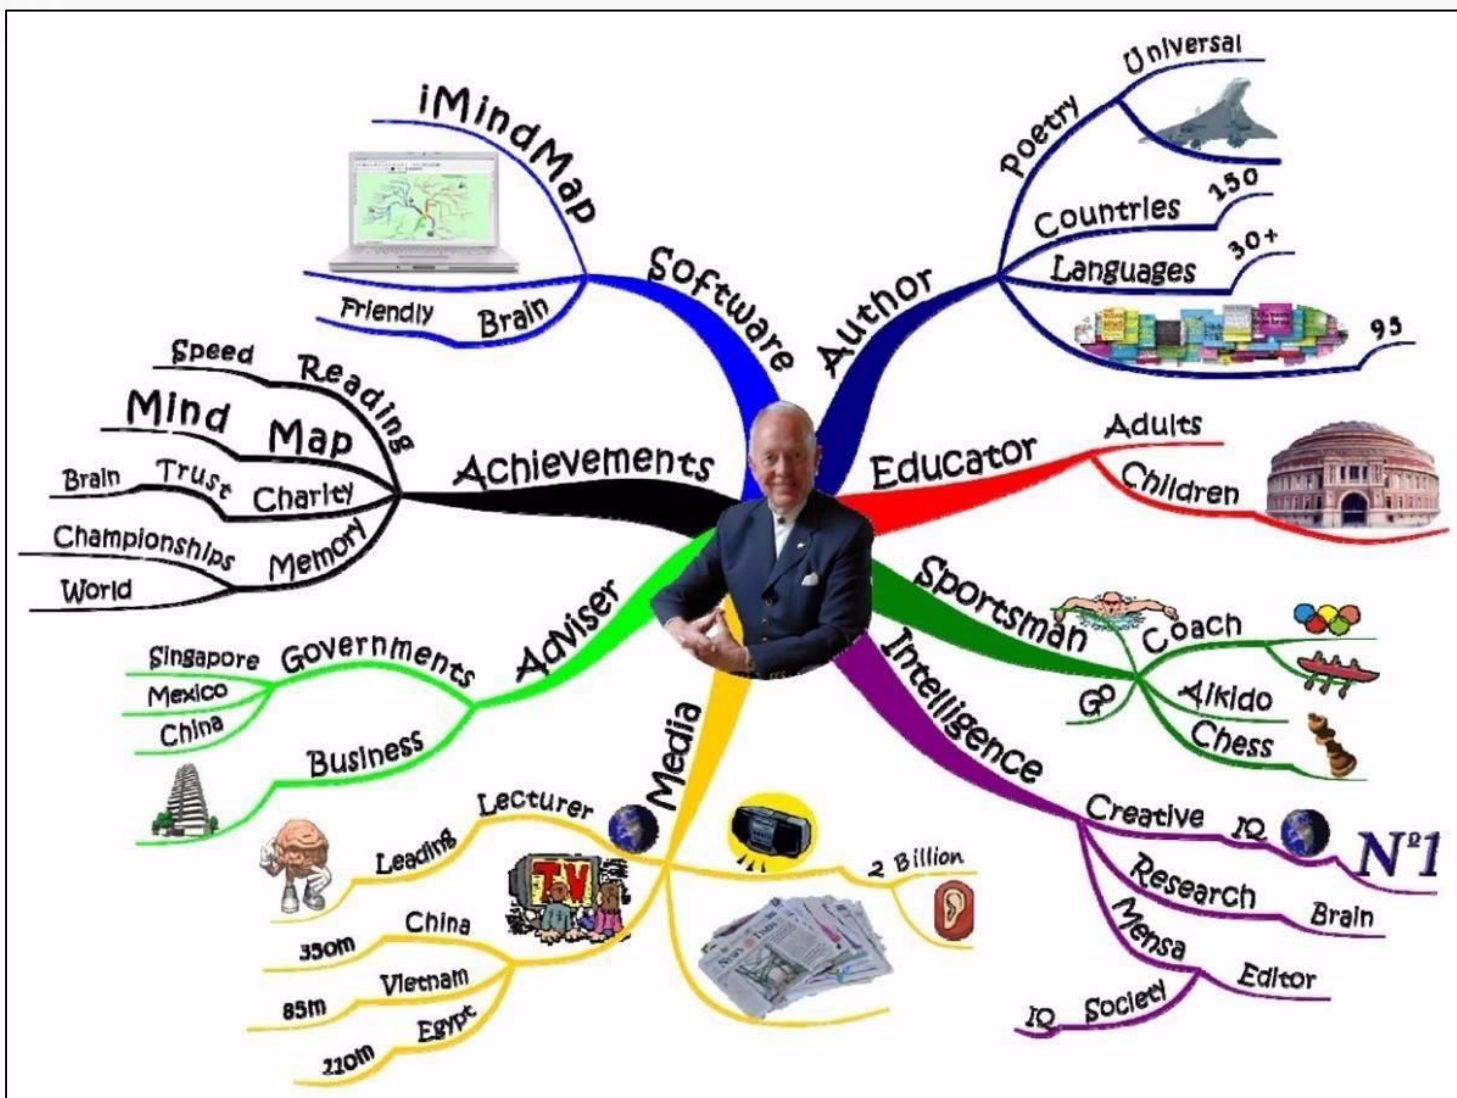 iMindMap
Software
Friendly
Brain
Author
Poetry
Universal
Countries
150
Languages
30+
95
Achievements
Speed
Reading
Mind
Map
Brain
Trust
Charity
Championships
Memory
World
Educator
Adults
Children
Sportsman
Coach
Go
Aikido
Chess
Adviser
Governments
Singapore
Mexico
China
Business
Intelligence
Creative
IQ
Nº1
Research
Brain
Mensa
Editor
Society
IQ
Media
Lecturer
Leading
2 Billion
TV
NEWS
China
350m
Vietnam
85m
Egypt
210m